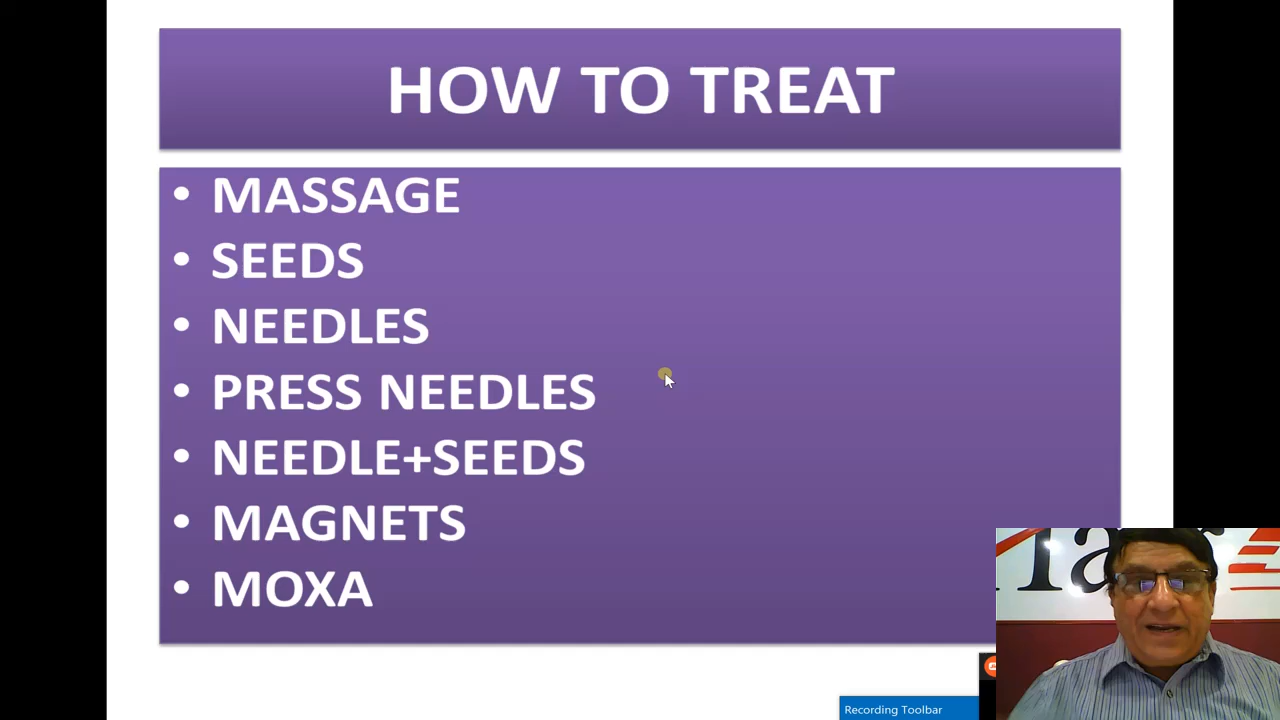 HOW TO TREAT
• MASSAGE
• SEEDS
• NEEDLES
• PRESS NEEDLES
• NEEDLE+SEEDS
• MAGNETS
• MOXA
Recording Toolbar